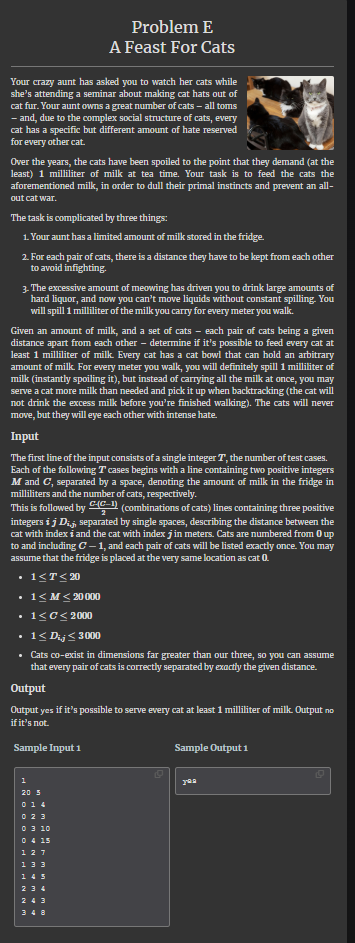 Problem E
A Feast For Cats
Your crazy aunt has asked you to watch her cats while
she's attending a seminar about making cat hats out of
cat fur. Your aunt owns a great number of cats – all toms
– and, due to the complex social structure of cats, every
cat has a specific but different amount of hate reserved
for every other cat.
Over the years, the cats have been spoiled to the point that they demand (at the
least) 1 milliliter of milk at tea time. Your task is to feed the cats the
aforementioned milk, in order to dull their primal instincts and prevent an all-
out cat war.
The task is complicated by three things:
1. Your aunt has a limited amount of milk stored in the fridge.
2. For each pair of cats, there is a distance they have to be kept from each other
to avoid infighting.
3. The excessive amount of meowing has driven you to drink large amounts of
hard liquor, and now you can't move liquids without constant spilling. You
will spill 1 milliliter of the milk you carry for every meter you walk.
Given an amount of milk, and a set of cats – each pair of cats being a given
distance apart from each other – determine if it's possible to feed every cat at
least 1 milliliter of milk. Every cat has a cat bowl that can hold an arbitrary
amount of milk. For every meter you walk, you will definitely spill 1 milliliter of
milk (instantly spoiling it), but instead of carrying all the milk at once, you may
serve a cat more milk than needed and pick it up when backtracking (the cat will
not drink the excess milk before you're finished walking). The cats will never
move, but they will eye each other with intense hate.
Input
The first line of the input consists of a single integer T, the number of test cases.
Each of the following T cases begins with a line containing two positive integers
M and C, separated by a space, denoting the amount of milk in the fridge in
milliliters and the number of cats, respectively.
This is followed by C·(C−1)/2 (combinations of cats) lines containing three positive
integers i j D_{i,j}, separated by single spaces, describing the distance between the
cat with index i and the cat with index j in meters. Cats are numbered from 0 up
to and including C − 1, and each pair of cats will be listed exactly once. You may
assume that the fridge is placed at the very same location as cat 0.
• 1 ≤ T ≤ 20
• 1 ≤ M ≤ 20 000
• 1 ≤ C ≤ 2000
• 1 ≤ D_{i,j} ≤ 3000
• Cats co-exist in dimensions far greater than our three, so you can assume
that every pair of cats is correctly separated by exactly the given distance.
Output
Output yes if it's possible to serve every cat at least 1 milliliter of milk. Output no
if it's not.
Sample Input 1
Sample Output 1
1
20 5
0 1 4
0 2 3
0 3 10
0 4 15
1 2 7
1 3 3
1 4 5
2 3 4
2 4 3
3 4 8
yes